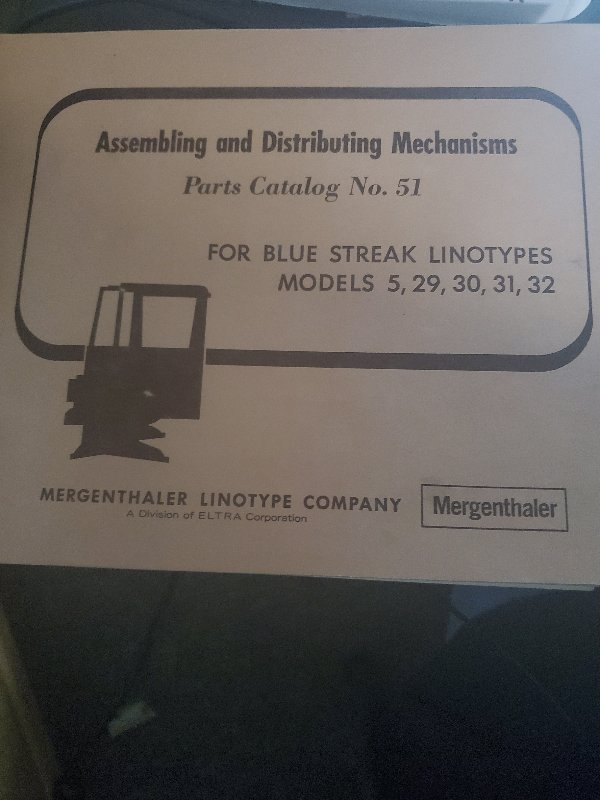 Assembling and Distributing Mechanisms
Parts Catalog No. 51
FOR BLUE STREAK LINOTYPES
MODELS 5, 29, 30, 31, 32
MERGENTHALER LINOTYPE COMPANY
A Division of ELTRA Corporation
Mergenthaler